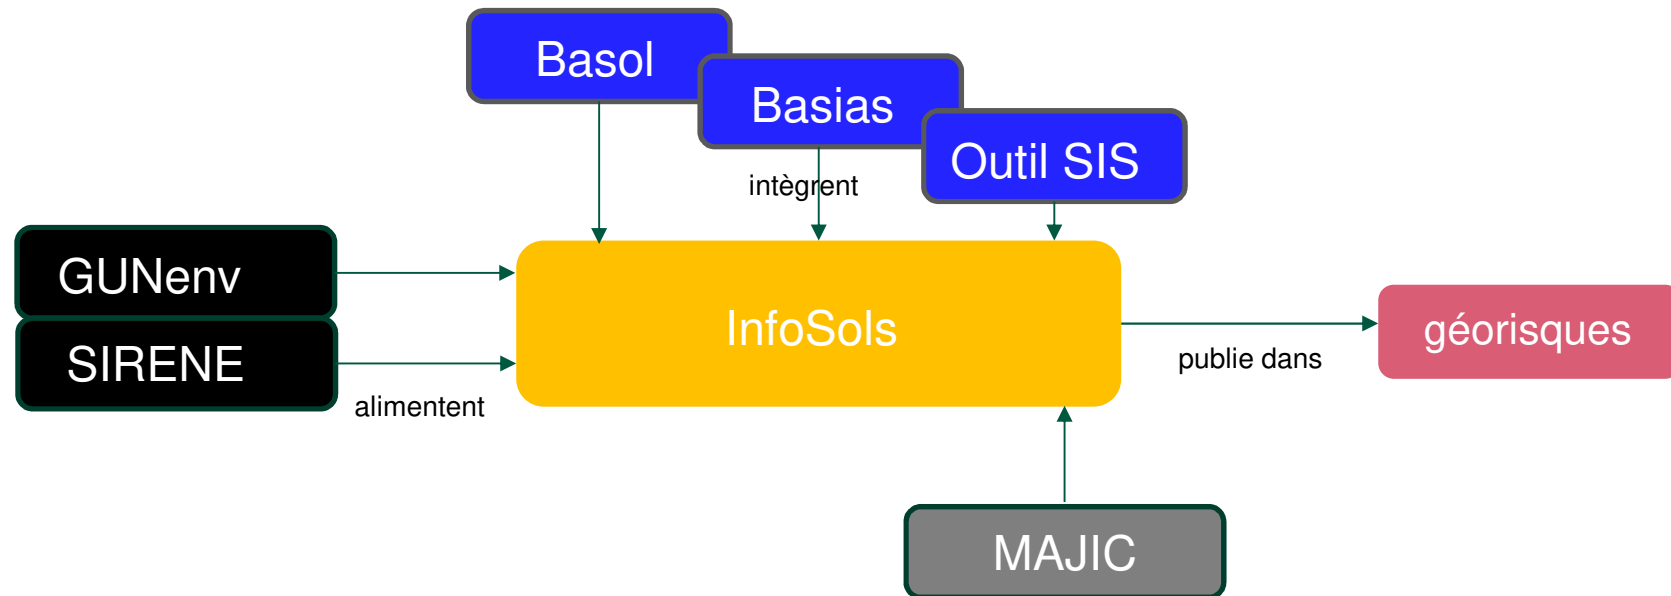 Basol
Basias
Outil SIS
intègrent
GUNenv
SIRENE
alimentent
InfoSols
publie dans
géorisques
MAJIC